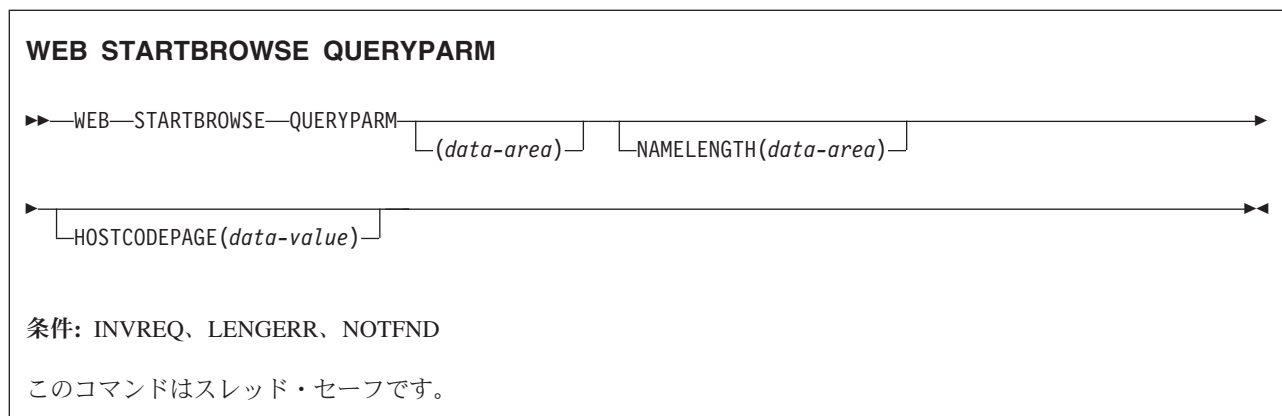 WEB STARTBROWSE QUERYPARM
WEB STARTBROWSE QUERYPARM
(data-area) NAMELENGTH(data-area)
HOSTCODEPAGE(data-value)
条件: INVREQ、LENGERR、NOTFND
このコマンドはスレッド・セーフです。